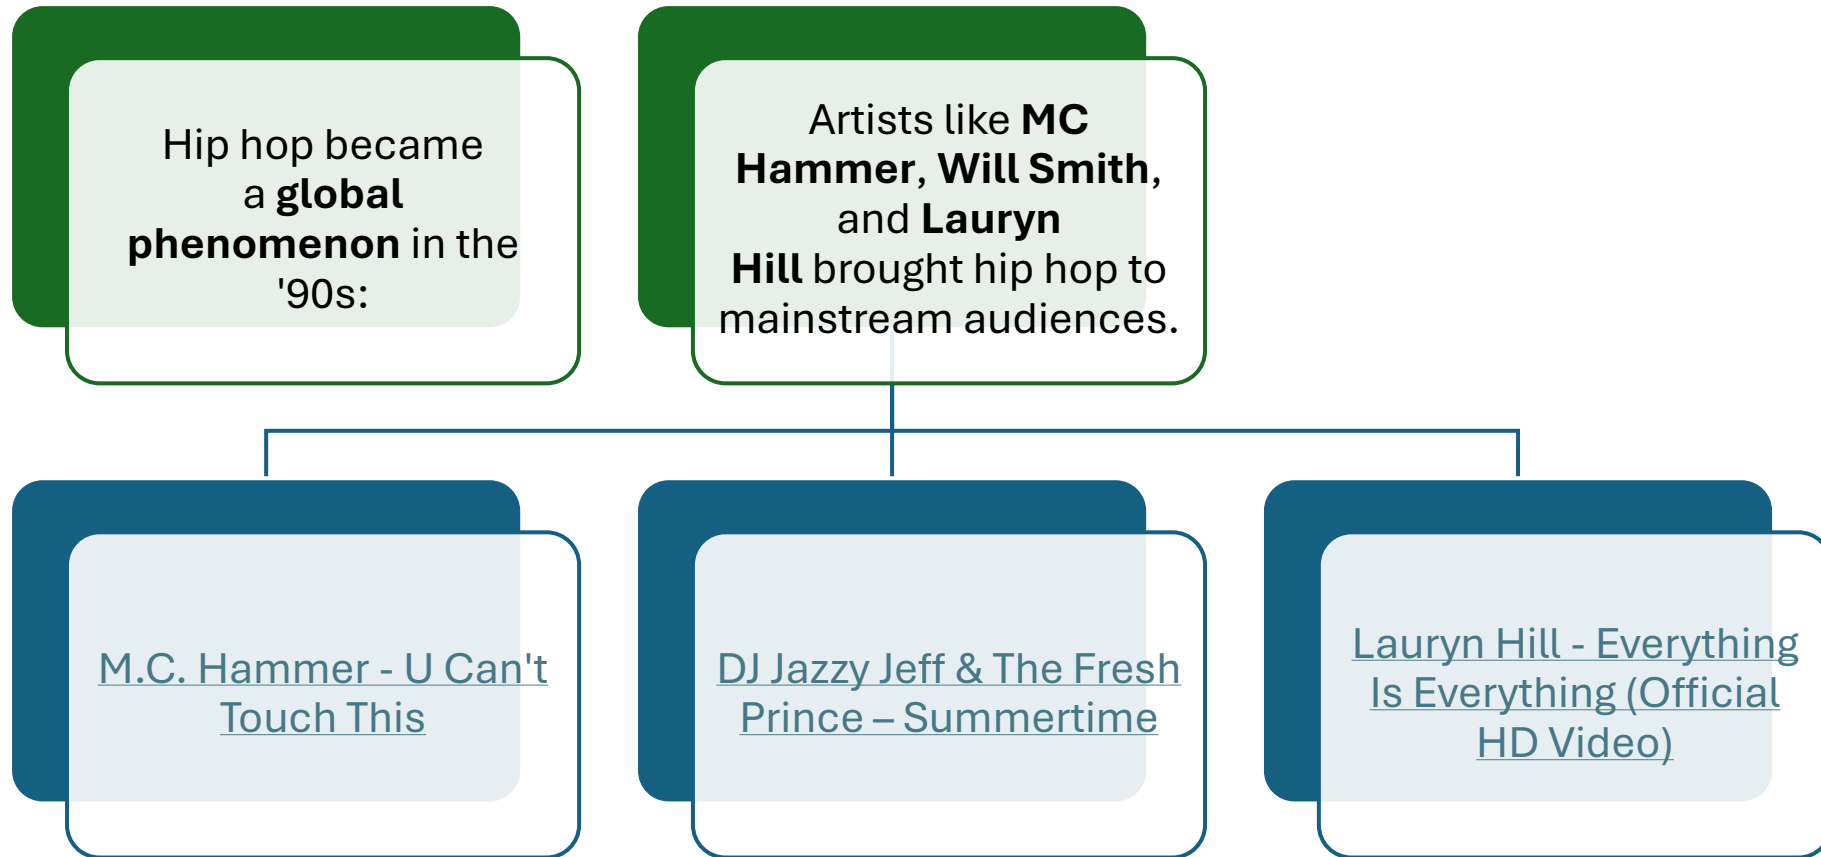 Hip hop became
a global
phenomenon in the
'90s:
Artists like MC
Hammer, Will Smith,
and Lauryn
Hill brought hip hop to
mainstream audiences.
M.C. Hammer - U Can't
Touch This
DJ Jazzy Jeff & The Fresh
Prince – Summertime
Lauryn Hill - Everything
Is Everything (Official
HD Video)